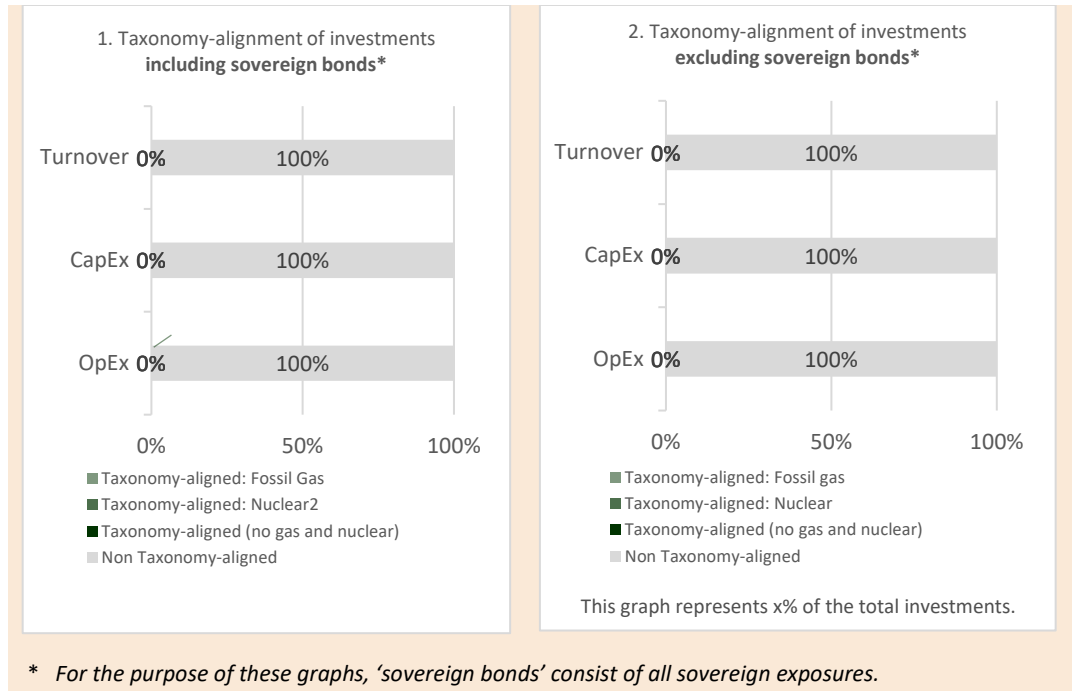 1. Taxonomy-alignment of investments
including sovereign bonds*
Turnover 0% 100%
CapEx 0% 100%
OpEx 0% 100%
0% 50% 100%
Taxonomy-aligned: Fossil Gas
Taxonomy-aligned: Nuclear2
Taxonomy-aligned (no gas and nuclear)
Non Taxonomy-aligned
2. Taxonomy-alignment of investments
excluding sovereign bonds*
Turnover 0% 100%
CapEx 0% 100%
OpEx 0% 100%
0% 50% 100%
Taxonomy-aligned: Fossil gas
Taxonomy-aligned: Nuclear
Taxonomy-aligned (no gas and nuclear)
Non Taxonomy-aligned
This graph represents x% of the total investments.
* For the purpose of these graphs, ‘sovereign bonds’ consist of all sovereign exposures.